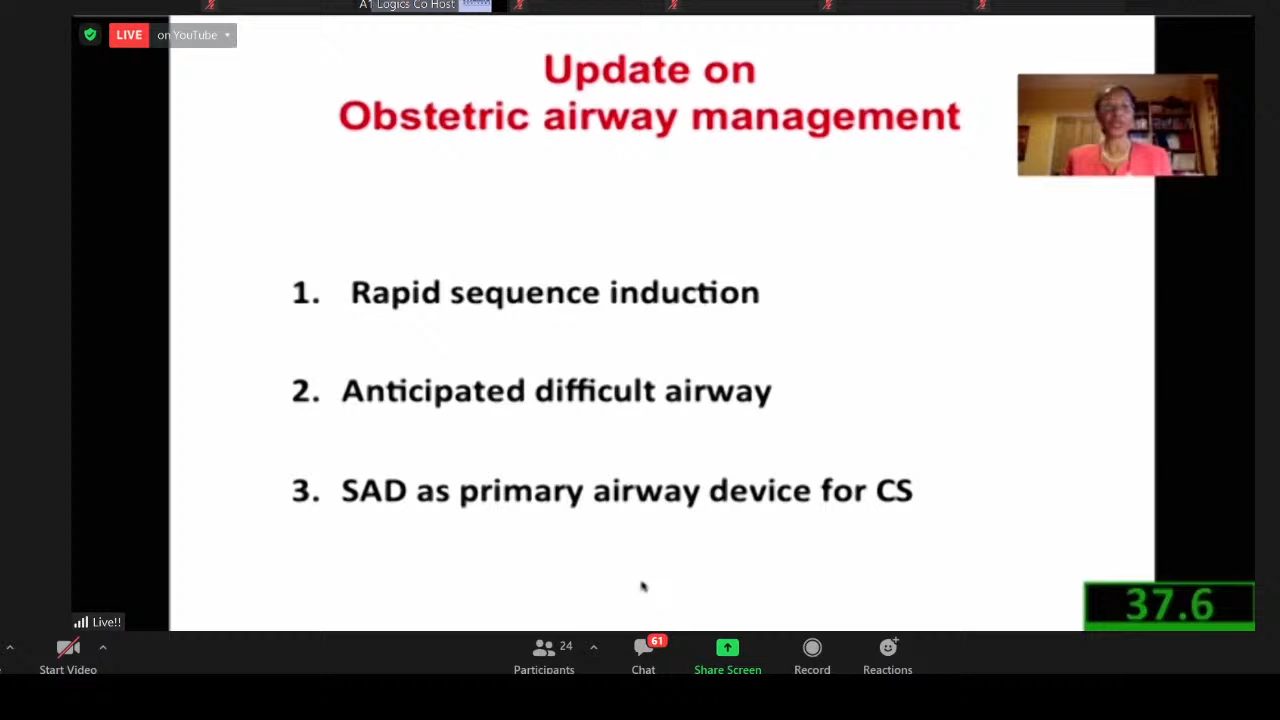 A1 Logics Co Host
LIVE on YouTube
Update on
Obstetric airway management
1. Rapid sequence induction
2. Anticipated difficult airway
3. SAD as primary airway device for CS
37.6
Live!!
Start Video
24
Participants
61
Chat
Share Screen
Record
Reactions